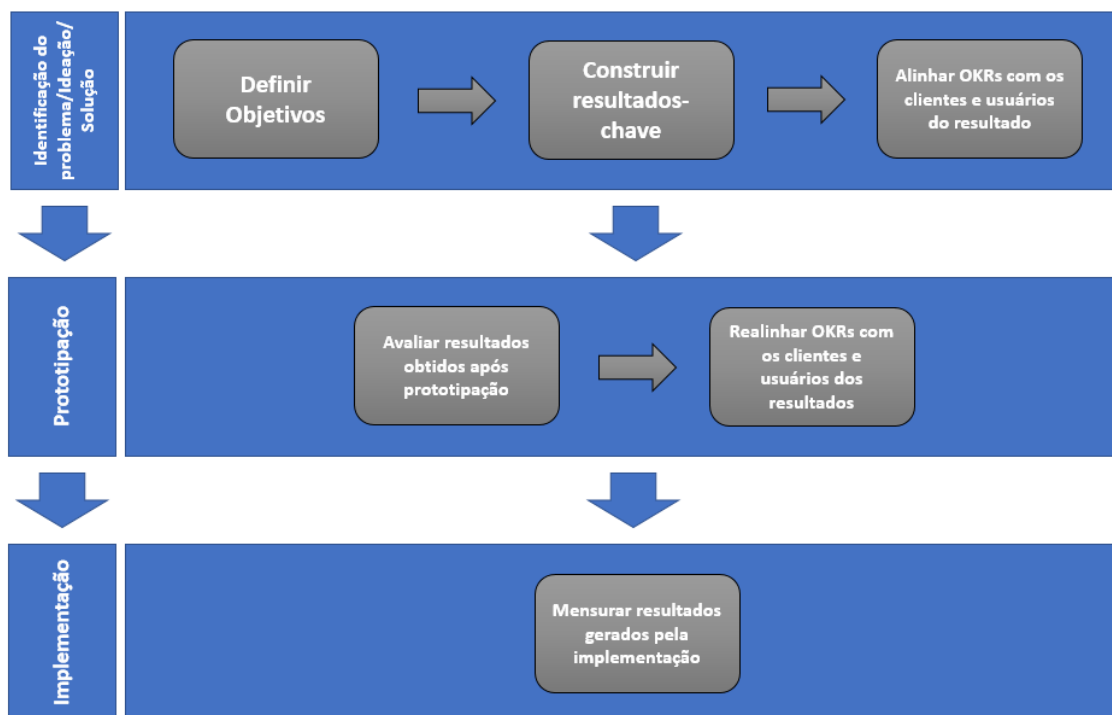 Identificação do
problema/Ideação/
Solução
Definir
Objetivos
Construir
resultados-
chave
Alinhar OKRs com os
clientes e usuários
do resultado
Prototipação
Avaliar resultados
obtidos após
prototipação
Realinhar OKRs com
os clientes e
usuários dos
resultados
Implementação
Mensurar resultados
gerados pela
implementação